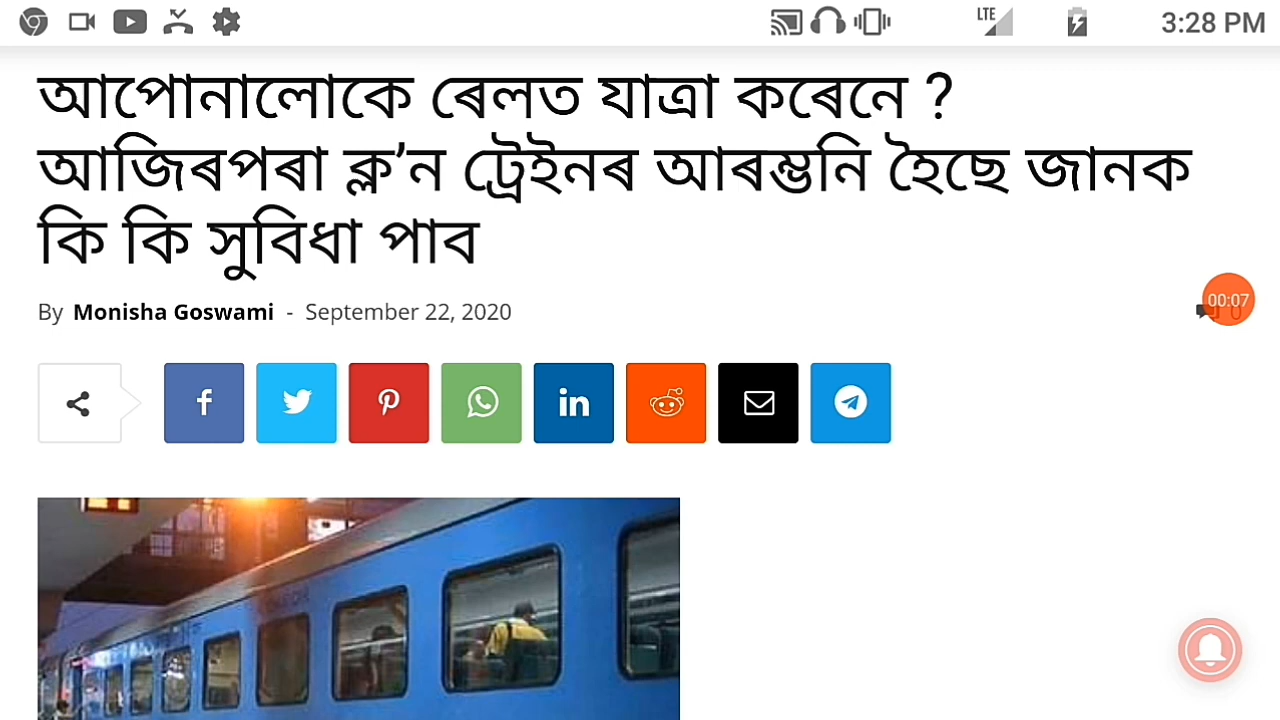 LTE 3:28 PM
আপোনালোকে ৰেলত যাত্ৰা কৰেনে ?
আজিৰপৰা ক্ল’ন ট্ৰেইনৰ আৰম্ভনি হৈছে জানক
কি কি সুবিধা পাব
By Monisha Goswami - September 22, 2020
00:07